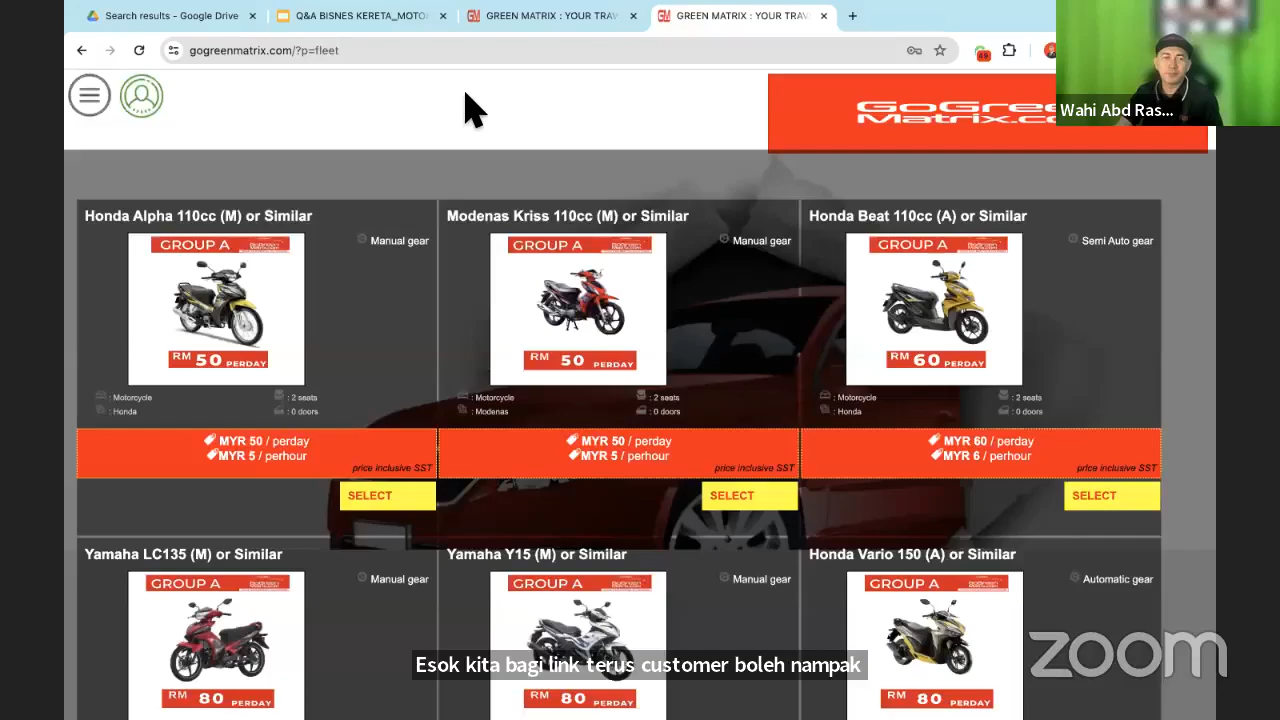 Search results – Google Drive
Q&A BISNES KERETA_MOTO
GREEN MATRIX : YOUR TRAV
GREEN MATRIX : YOUR TRAV
gogreenmatrix.com/?p=fleet
Wahi Abd Ras...
Honda Alpha 110cc (M) or Similar
Manual gear
GROUP A
RM 50 PERDAY
: Motorcycle
: 2 seats
: Honda
: 0 doors
MYR 50 / perday
MYR 5 / perhour
price inclusive SST
SELECT
Modenas Kriss 110cc (M) or Similar
Manual gear
GROUP A
RM 50 PERDAY
: Motorcycle
: 2 seats
: Modenas
: 0 doors
MYR 50 / perday
MYR 5 / perhour
price inclusive SST
SELECT
Honda Beat 110cc (A) or Similar
Semi Auto gear
GROUP A
RM 60 PERDAY
: Motorcycle
: 2 seats
: Honda
: 0 doors
MYR 60 / perday
MYR 6 / perhour
price inclusive SST
SELECT
Yamaha LC135 (M) or Similar
Manual gear
GROUP A
RM 80 PERDAY
Yamaha Y15 (M) or Similar
Manual gear
GROUP A
RM 80 PERDAY
Honda Vario 150 (A) or Similar
Automatic gear
GROUP A
RM 80 PERDAY
Esok kita bagi link terus customer boleh nampak
zoom